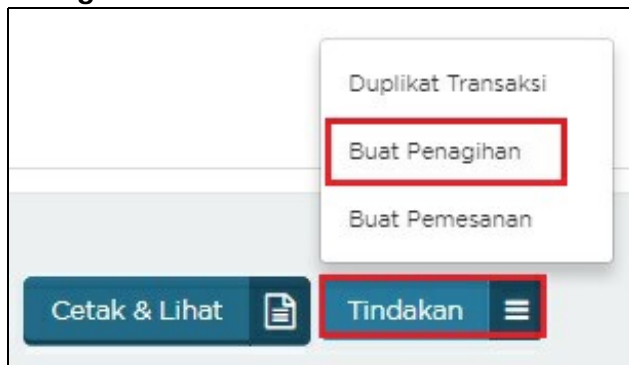 Duplikat Transaksi
Buat Penagihan
Buat Pemesanan
Cetak & Lihat
Tindakan